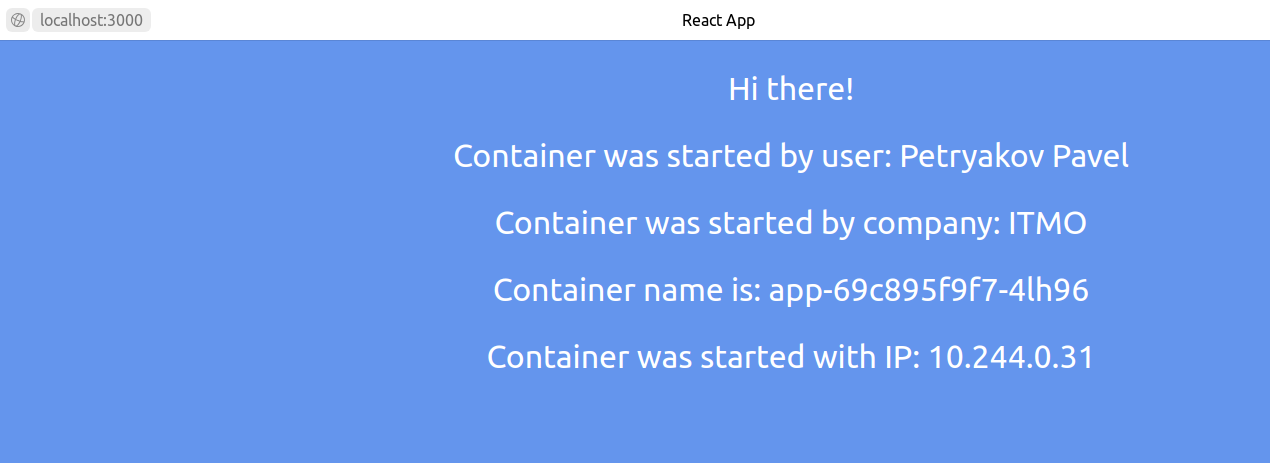 localhost:3000
React App
Hi there!
Container was started by user: Petryakov Pavel
Container was started by company: ITMO
Container name is: app-69c895f9f7-4lh96
Container was started with IP: 10.244.0.31